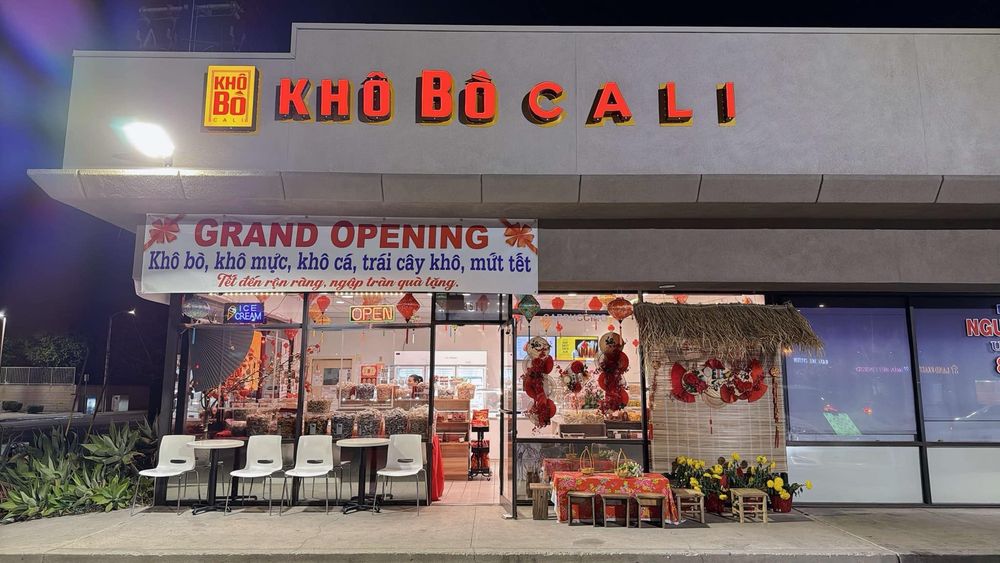 KHÔ
BÒ
CALI
KHÔ BÒ CALI
GRAND OPENING
Khô bò, khô mực, khô cá, trái cây khô, mứt tết
Tết đến rộn ràng, ngập tràn quà tặng.
ICE
CREAM
OPEN
NGU